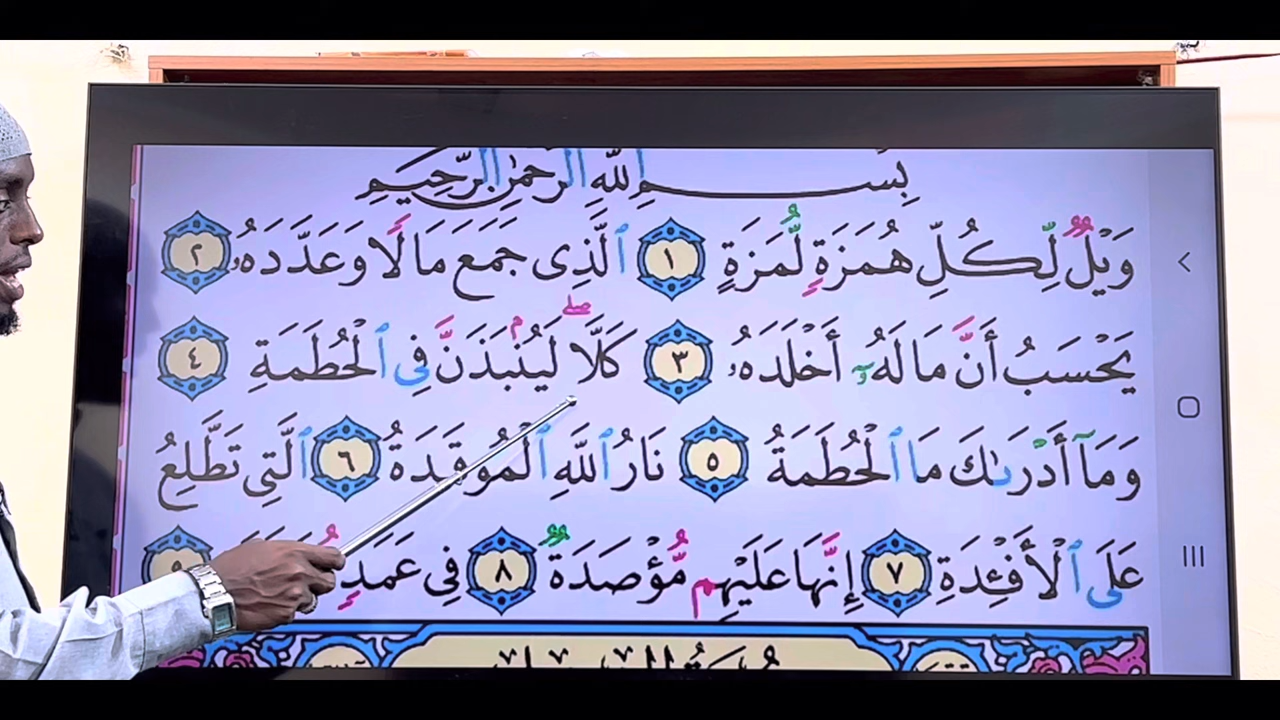 بِسْمِ ٱللَّهِ ٱلرَّحْمَٰنِ ٱلرَّحِيمِ
وَيْلٌ لِّكُلِّ هُمَزَةٍ لُّمَزَةٍ ١ ٱلَّذِى جَمَعَ مَالًا وَعَدَّدَهُۥ ٢
يَحْسَبُ أَنَّ مَالَهُۥٓ أَخْلَدَهُۥ ٣ كَلَّاۖ لَيُنۢبَذَنَّ فِى ٱلْحُطَمَةِ ٤
وَمَآ أَدْرَىٰكَ مَا ٱلْحُطَمَةُ ٥ نَارُ ٱللَّهِ ٱلْمُوقَدَةُ ٦ ٱلَّتِى تَطَّلِعُ
عَلَى ٱلْأَفْـِٔدَةِ ٧ إِنَّهَا عَلَيْهِم مُّؤْصَدَةٌ ٨ فِى عَمَدٍ ٩